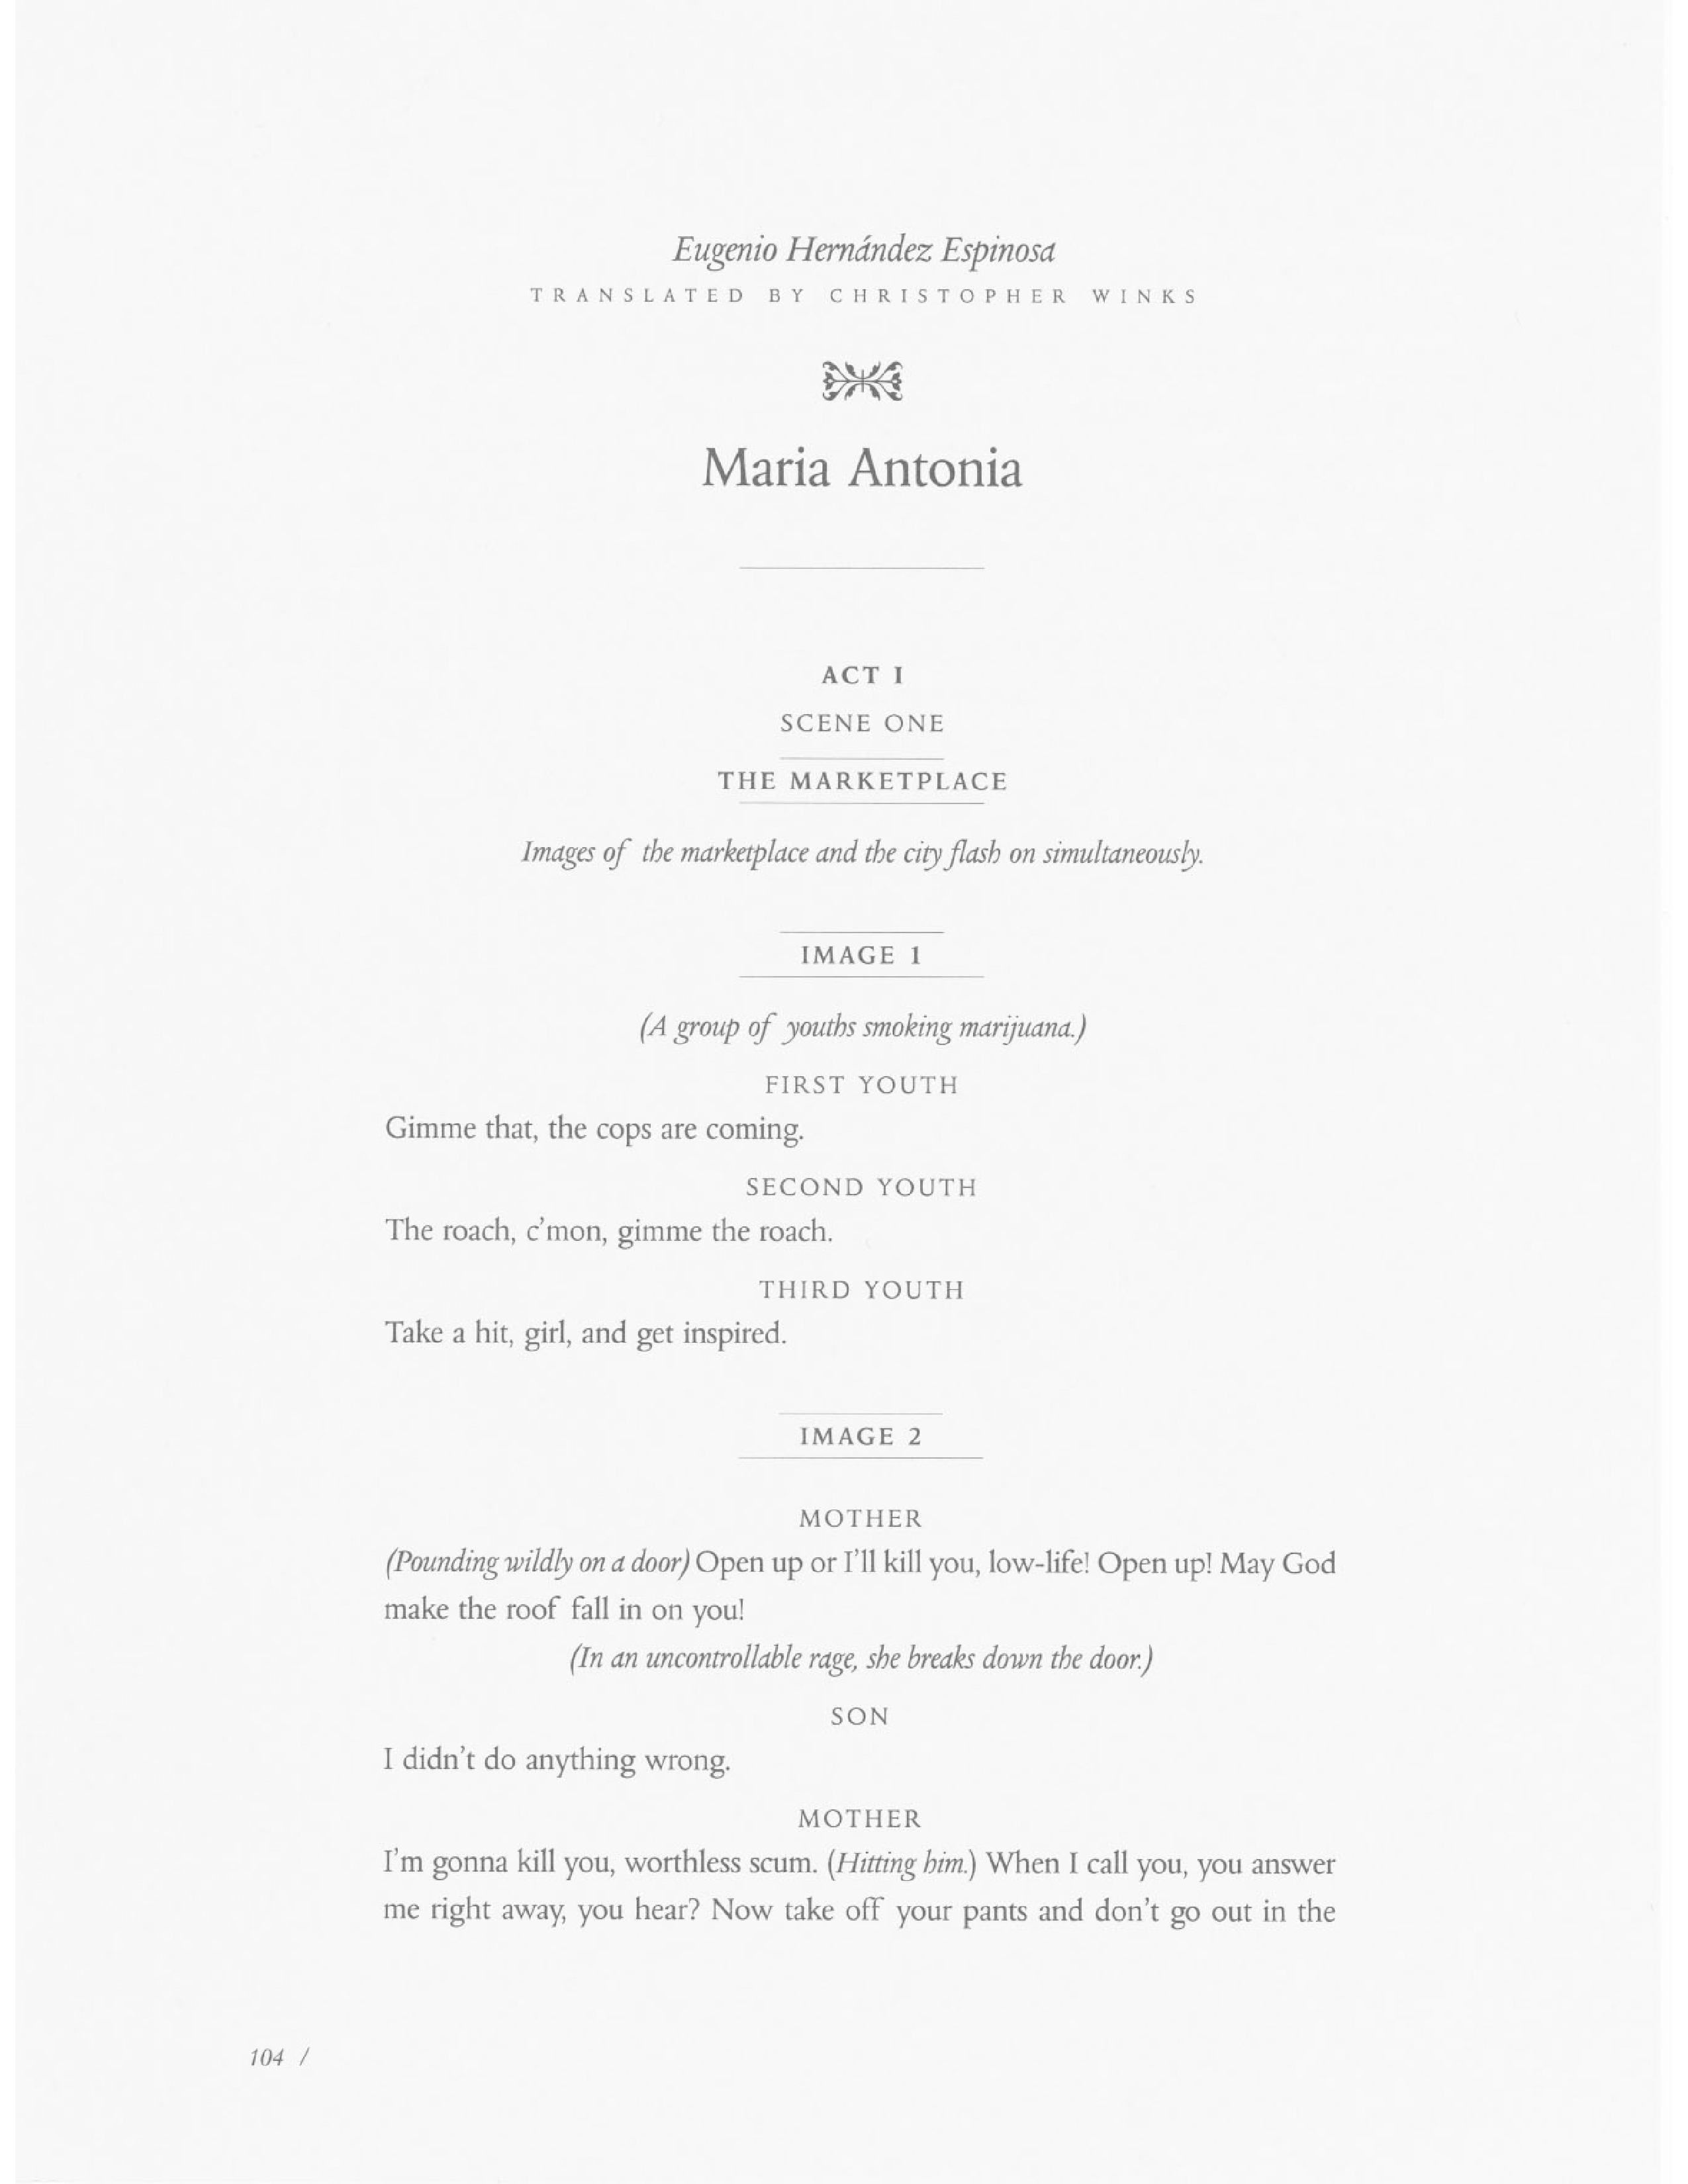 Eugenio Hernández Espinosa
TRANSLATED BY CHRISTOPHER WINKS
Maria Antonia
ACT I
SCENE ONE
THE MARKETPLACE
Images of the marketplace and the city flash on simultaneously.
IMAGE 1
(A group of youths smoking marijuana.)
FIRST YOUTH
Gimme that, the cops are coming.
SECOND YOUTH
The roach, c'mon, gimme the roach.
THIRD YOUTH
Take a hit, girl, and get inspired.
IMAGE 2
MOTHER
(Pounding wildly on a door) Open up or I'll kill you, low-life! Open up! May God
make the roof fall in on you!
(In an uncontrollable rage, she breaks down the door.)
SON
I didn't do anything wrong.
MOTHER
I'm gonna kill you, worthless scum. (Hitting him.) When I call you, you answer
me right away, you hear? Now take off your pants and don't go out in the
104 /